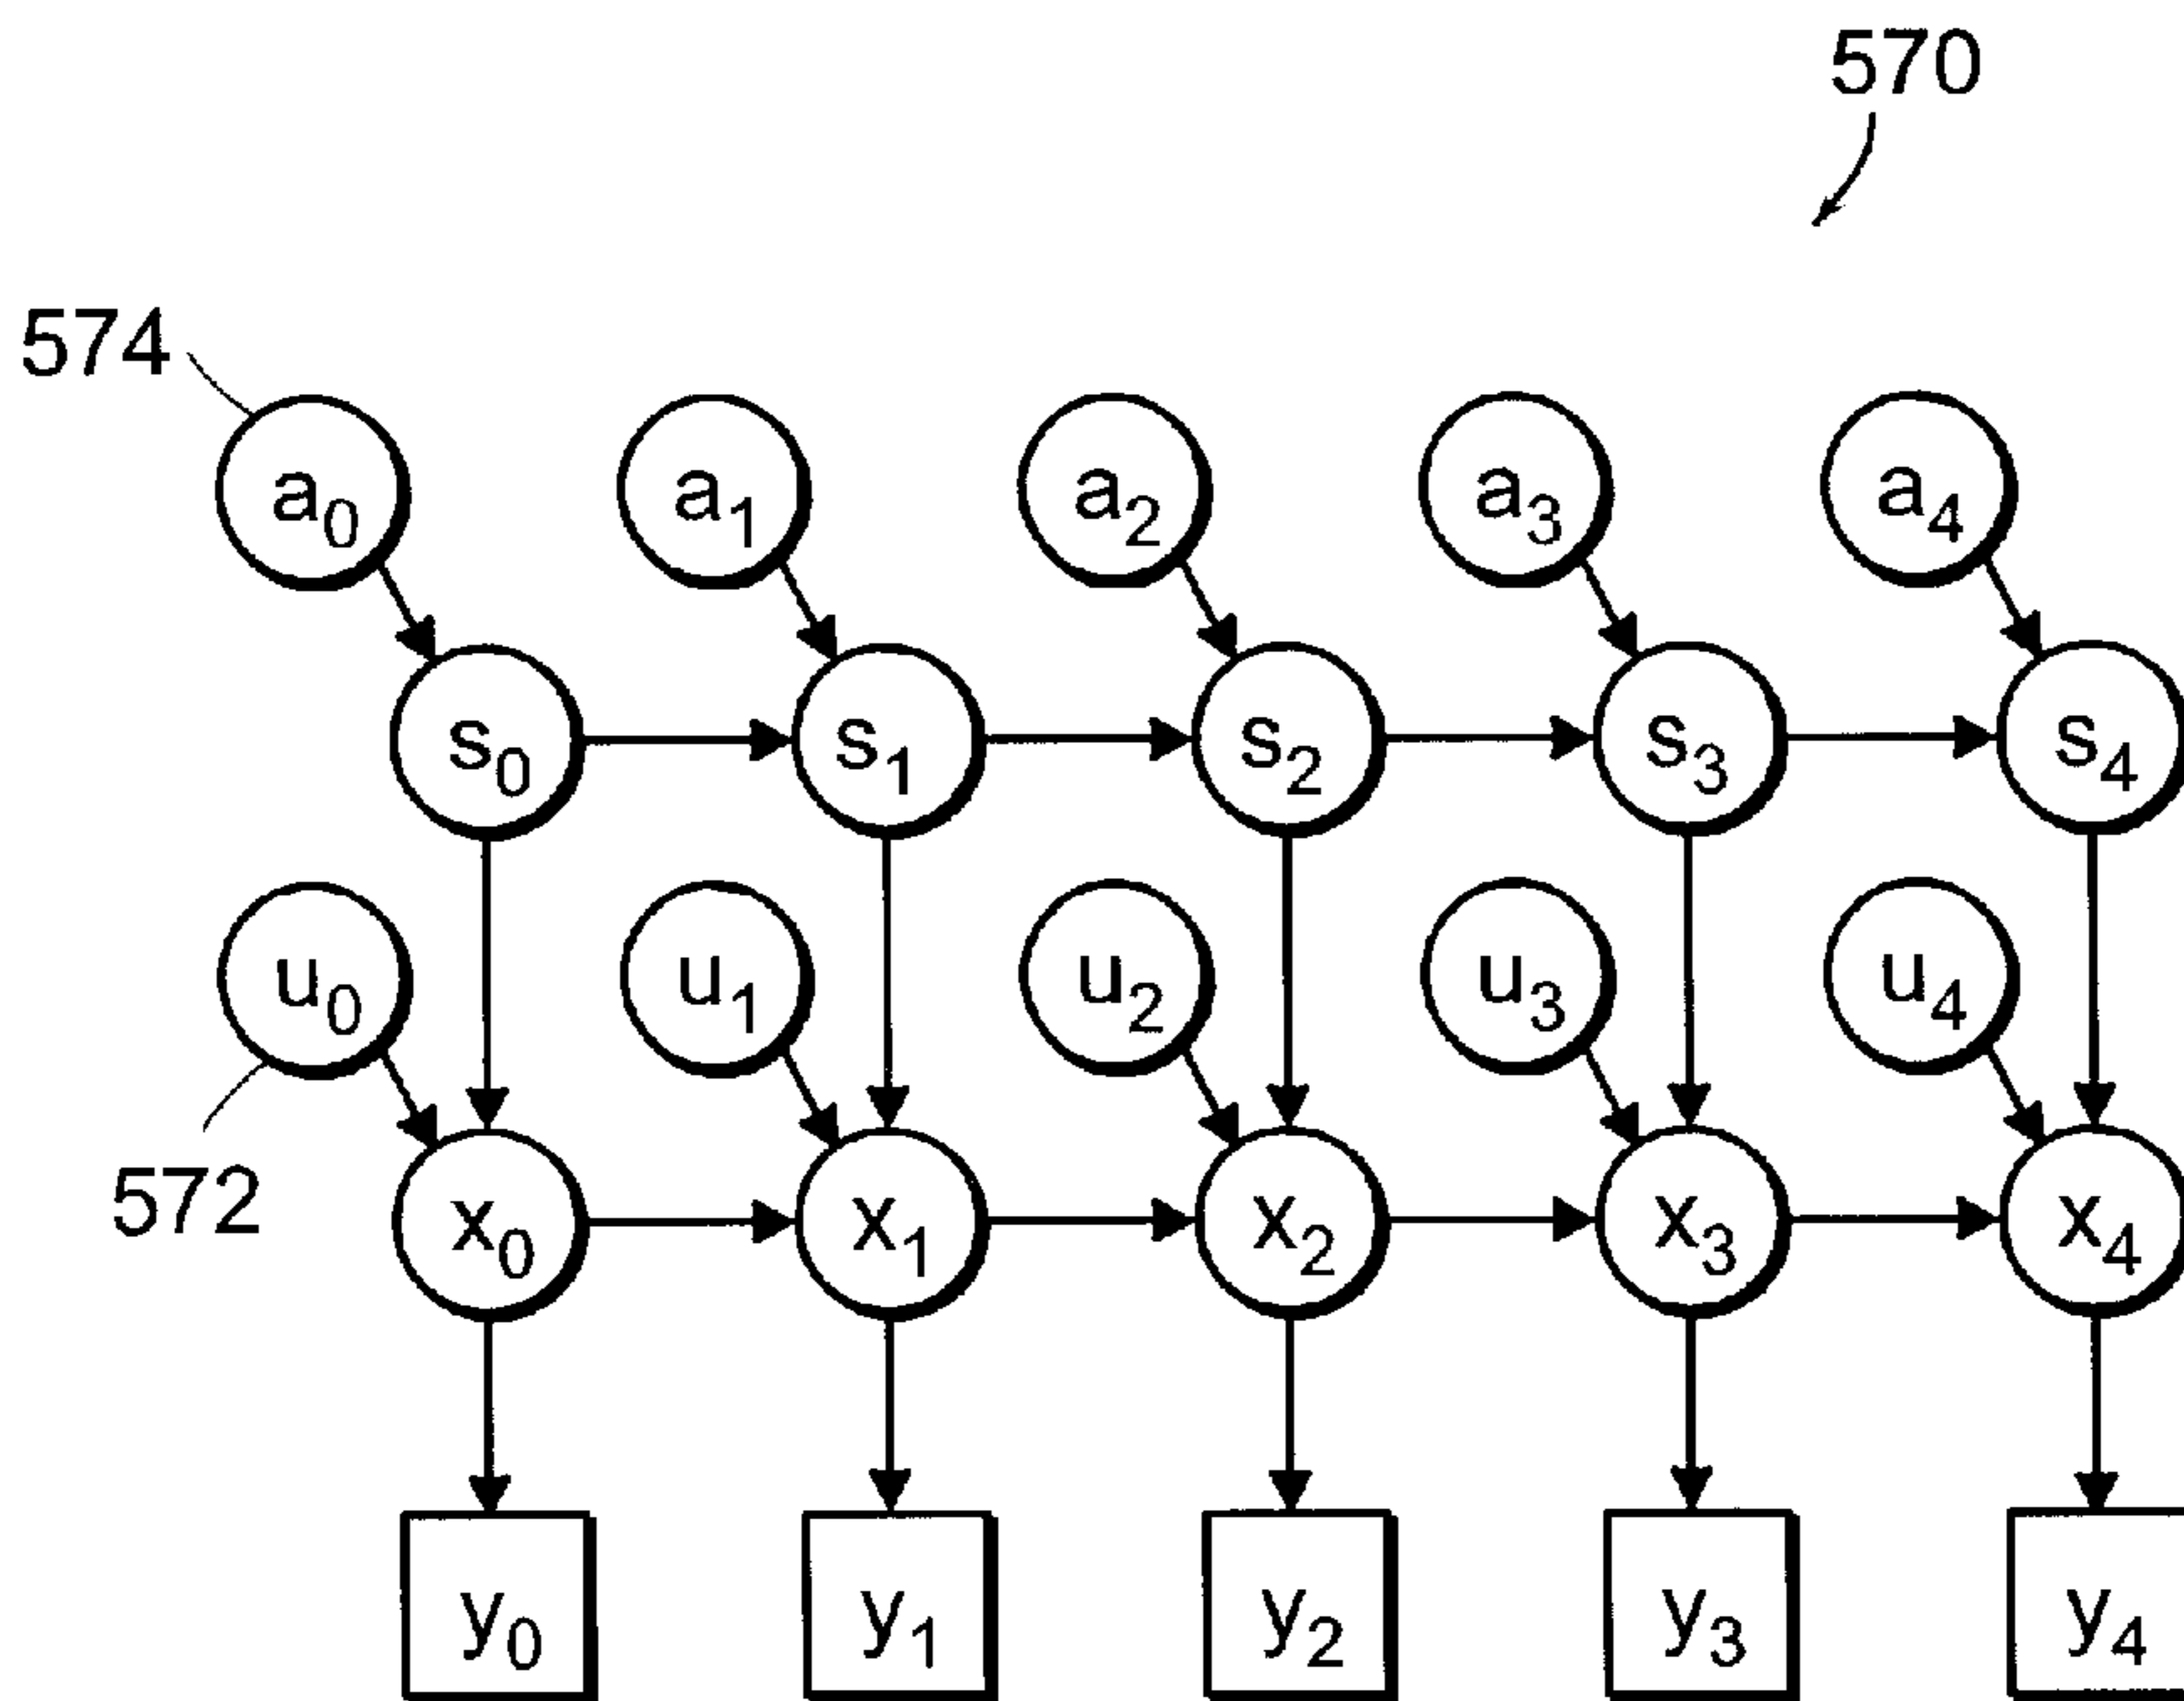 570
574
a₀ a₁ a₂ a₃ a₄
s₀ s₁ s₂ s₃ s₄
u₀ u₁ u₂ u₃ u₄
572
x₀ x₁ x₂ x₃ x₄
y₀ y₁ y₂ y₃ y₄